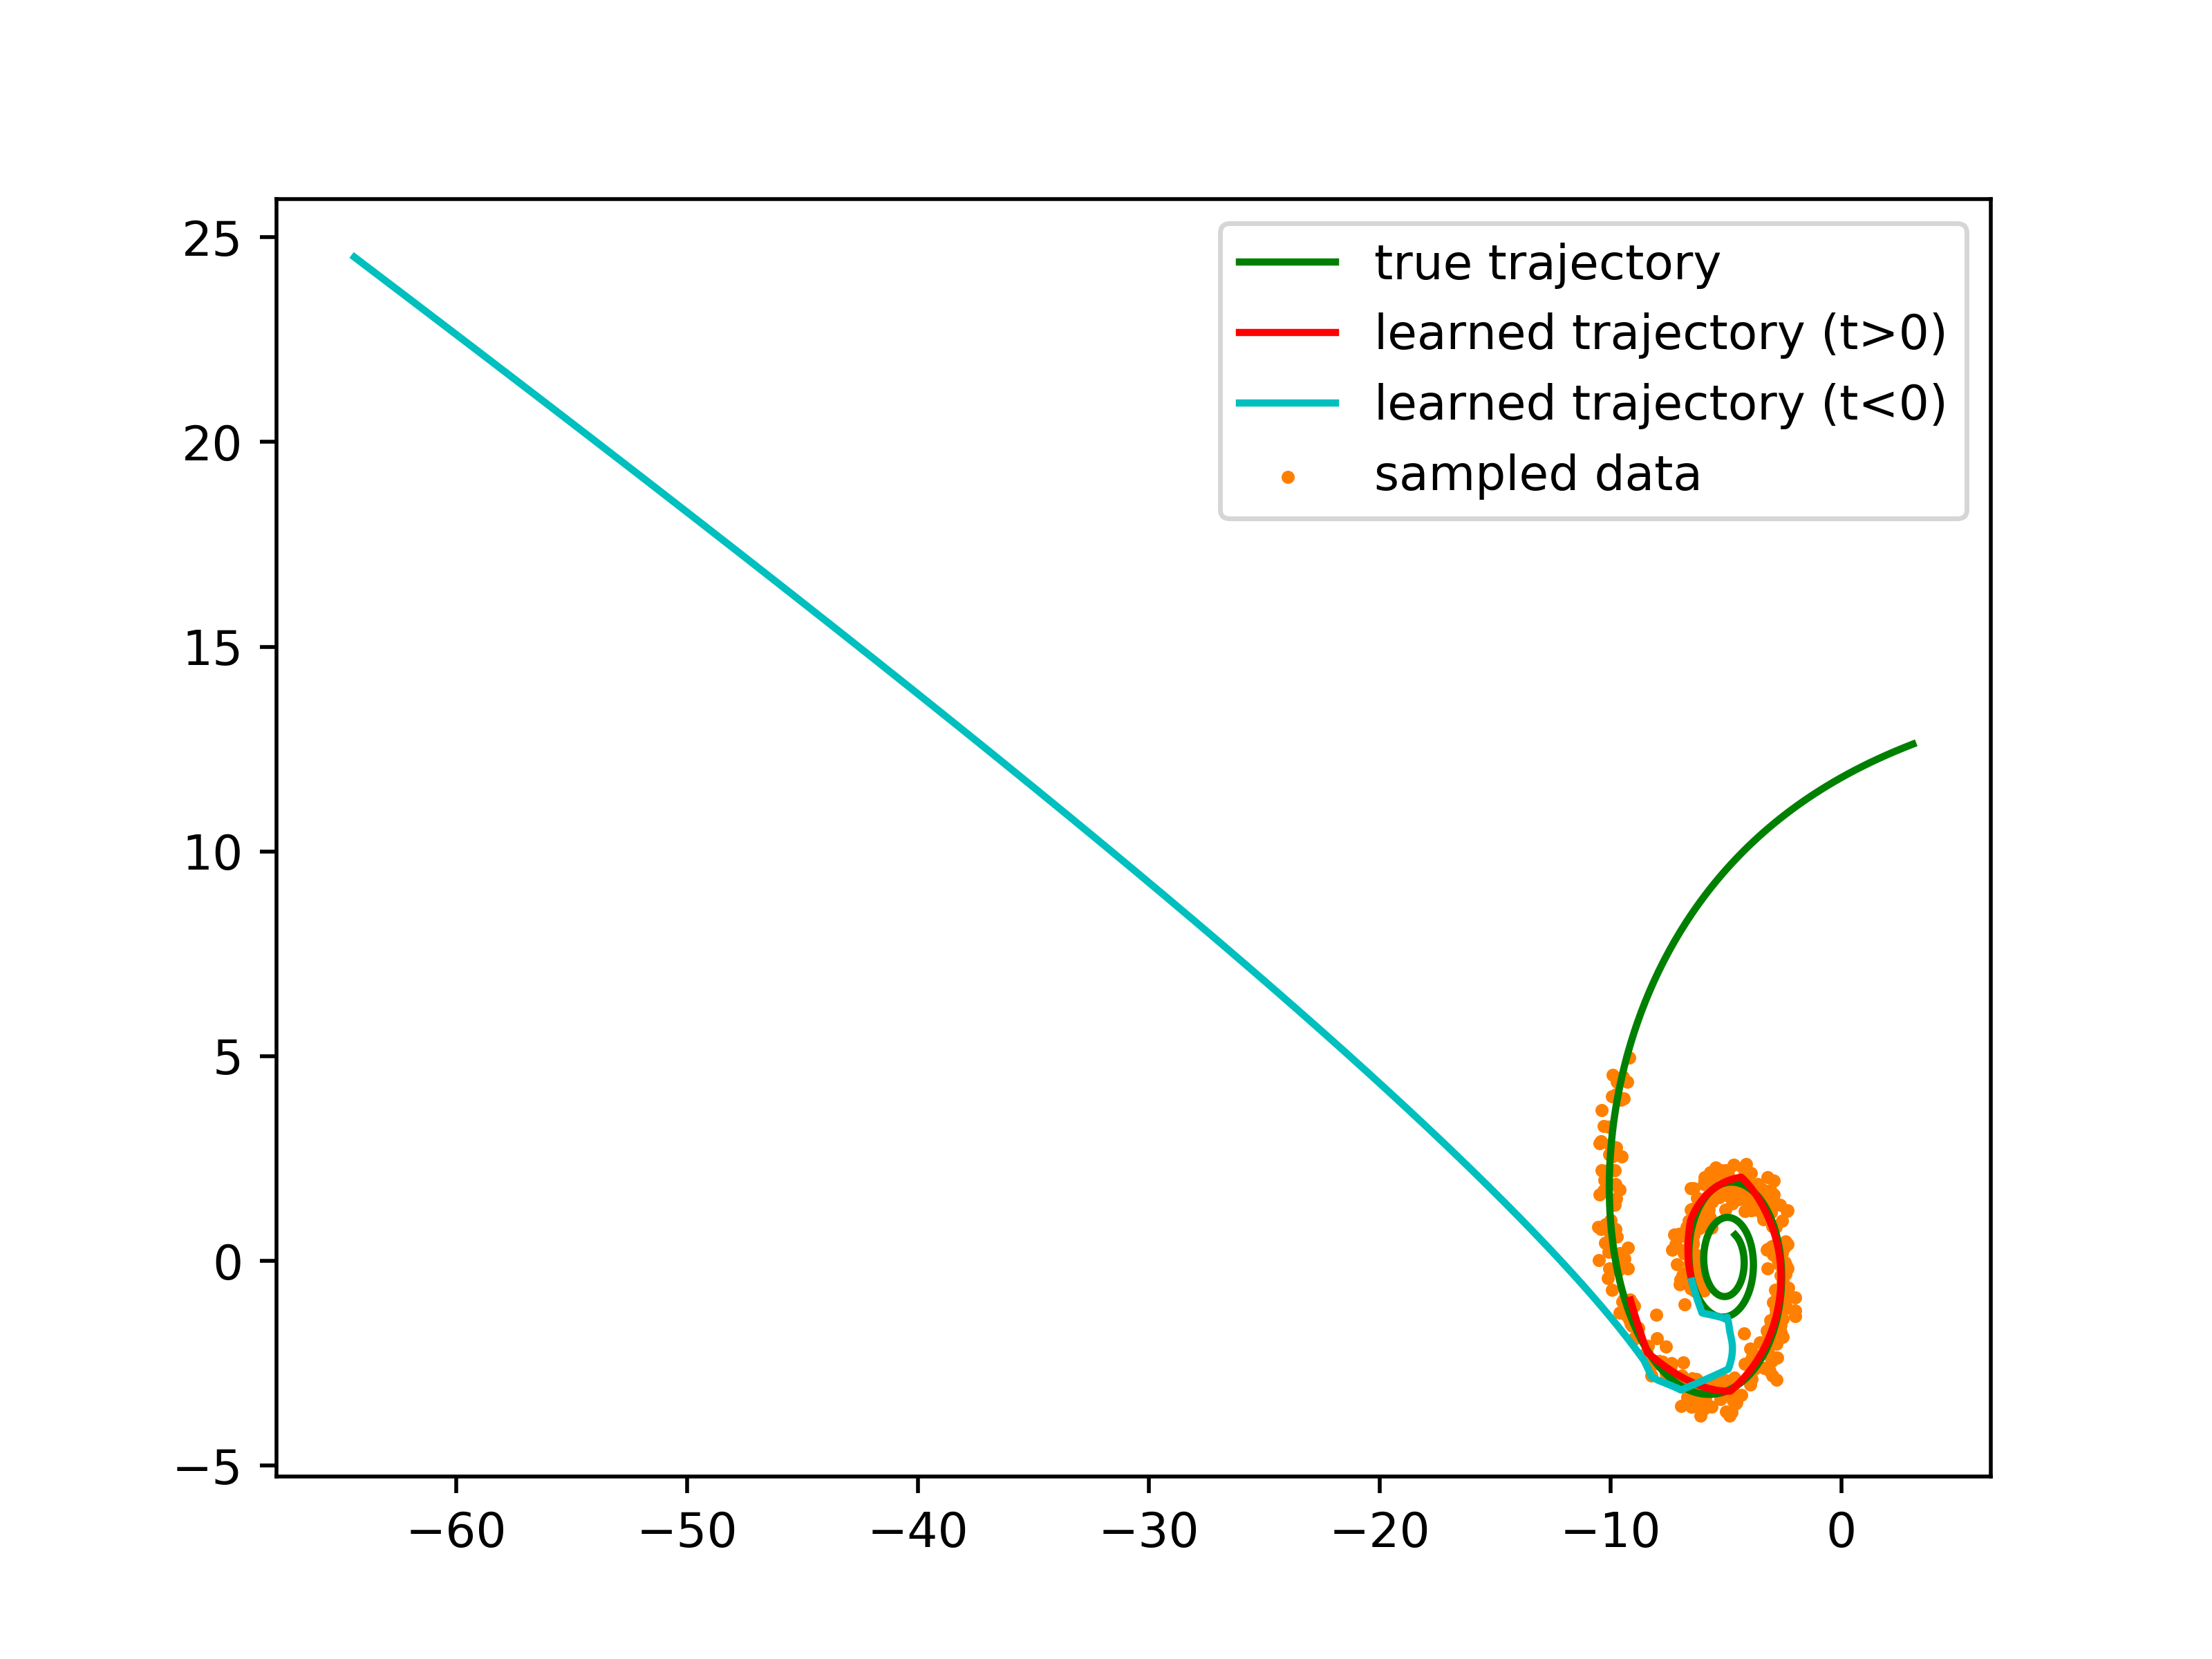 25
20
15
10
5
0
−5
−60 −50 −40 −30 −20 −10 0
true trajectory
learned trajectory (t>0)
learned trajectory (t<0)
sampled data